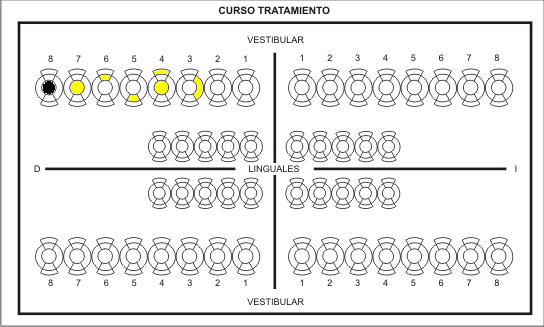 CURSO TRATAMIENTO
VESTIBULAR
8 7 6 5 4 3 2 1 1 2 3 4 5 6 7 8
D LINGUALES I
8 7 6 5 4 3 2 1 1 2 3 4 5 6 7 8
VESTIBULAR